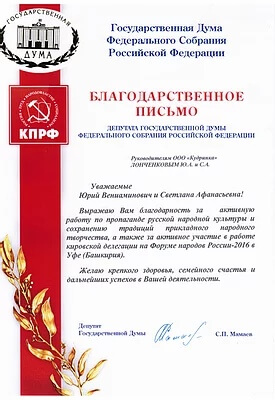 ГОСУДАРСТВЕННАЯ
ДУМА
КПРФ
Государственная Дума
Федерального Собрания
Российской Федерации
БЛАГОДАРСТВЕННОЕ
ПИСЬМО
ДЕПУТАТА ГОСУДАРСТВЕННОЙ ДУМЫ
ФЕДЕРАЛЬНОГО СОБРАНИЯ РОССИЙСКОЙ ФЕДЕРАЦИИ
Руководителям ООО «Кудринка»
ЛОПЧЕНКОВЫМ Ю.А. и С.А.
Уважаемые
Юрий Вениаминович и Светлана Афанасьевна!
Выражаю Вам благодарность за активную
работу по пропаганде русской народной культуры и
сохранению традиций прикладного народного
творчества, а также за активное участие в работе
кировской делегации на Форуме народов России-2016 в
Уфе (Башкирия).
Желаю крепкого здоровья, семейного счастья и
дальнейших успехов в Вашей деятельности.
Депутат
Государственной Думы
С.П. Мамаев